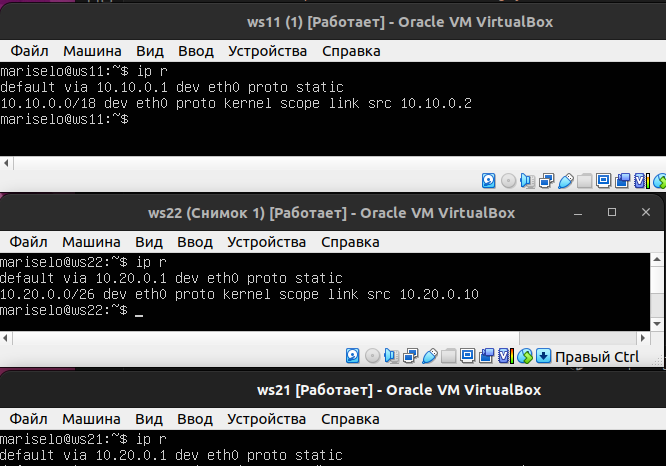 ws11 (1) [Работает] - Oracle VM VirtualBox
Файл Машина Вид Ввод Устройства Справка
mariselo@ws11:~$ ip r
default via 10.10.0.1 dev eth0 proto static
10.10.0.0/18 dev eth0 proto kernel scope link src 10.10.0.2
mariselo@ws11:~$
ws22 (Снимок 1) [Работает] - Oracle VM VirtualBox
Файл Машина Вид Ввод Устройства Справка
mariselo@ws22:~$ ip r
default via 10.20.0.1 dev eth0 proto static
10.20.0.0/26 dev eth0 proto kernel scope link src 10.20.0.10
mariselo@ws22:~$ _
Правый Ctrl
ws21 [Работает] - Oracle VM VirtualBox
Файл Машина Вид Ввод Устройства Справка
mariselo@ws21:~$ ip r
default via 10.20.0.1 dev eth0 proto static